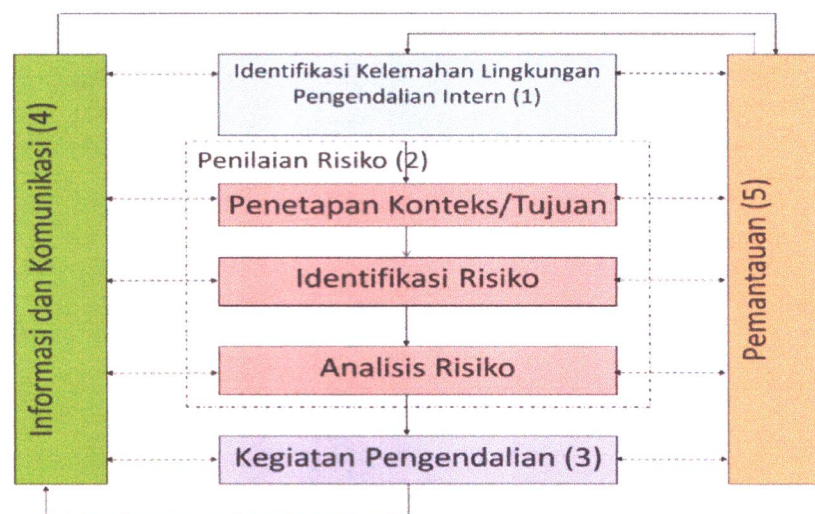 Identifikasi Kelemahan Lingkungan
Pengendalian Intern (1)
Penilaian Risiko (2)
Penetapan Konteks/Tujuan
Identifikasi Risiko
Analisis Risiko
Kegiatan Pengendalian (3)
Informasi dan Komunikasi (4)
Pemantauan (5)